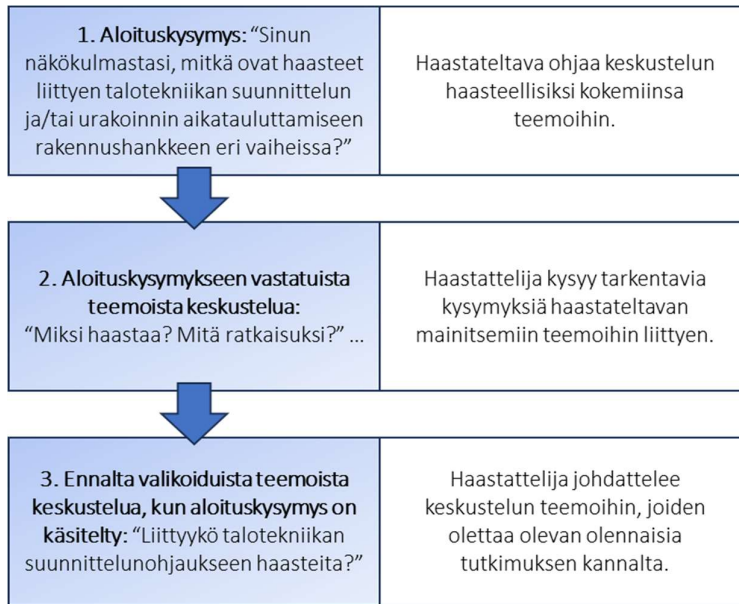 1. Aloituskysymys: “Sinun
näkökulmastasi, mitkä ovat haasteet
liittyen talotekniikan suunnittelun
ja/tai urakoinnin aikatauluttamiseen
rakennushankkeen eri vaiheissa?”
Haastateltava ohjaa keskustelun
haasteellisiksi kokemiinsa
teemoihin.
2. Aloituskysymykseen vastatuista
teemoista keskustelua:
“Miksi haastaa? Mitä ratkaisuksi?” ...
Haastattelija kysyy tarkentavia
kysymyksiä haastateltavan
mainitsemiin teemoihin liittyen.
3. Ennalta valikoiduista teemoista
keskustelua, kun aloituskysymys on
käsitelty: “Liittyykö talotekniikan
suunnittelunohjaukseen haasteita?”
Haastattelija johdattelee
keskustelun teemoihin, joiden
olettaa olevan olennaisia
tutkimuksen kannalta.